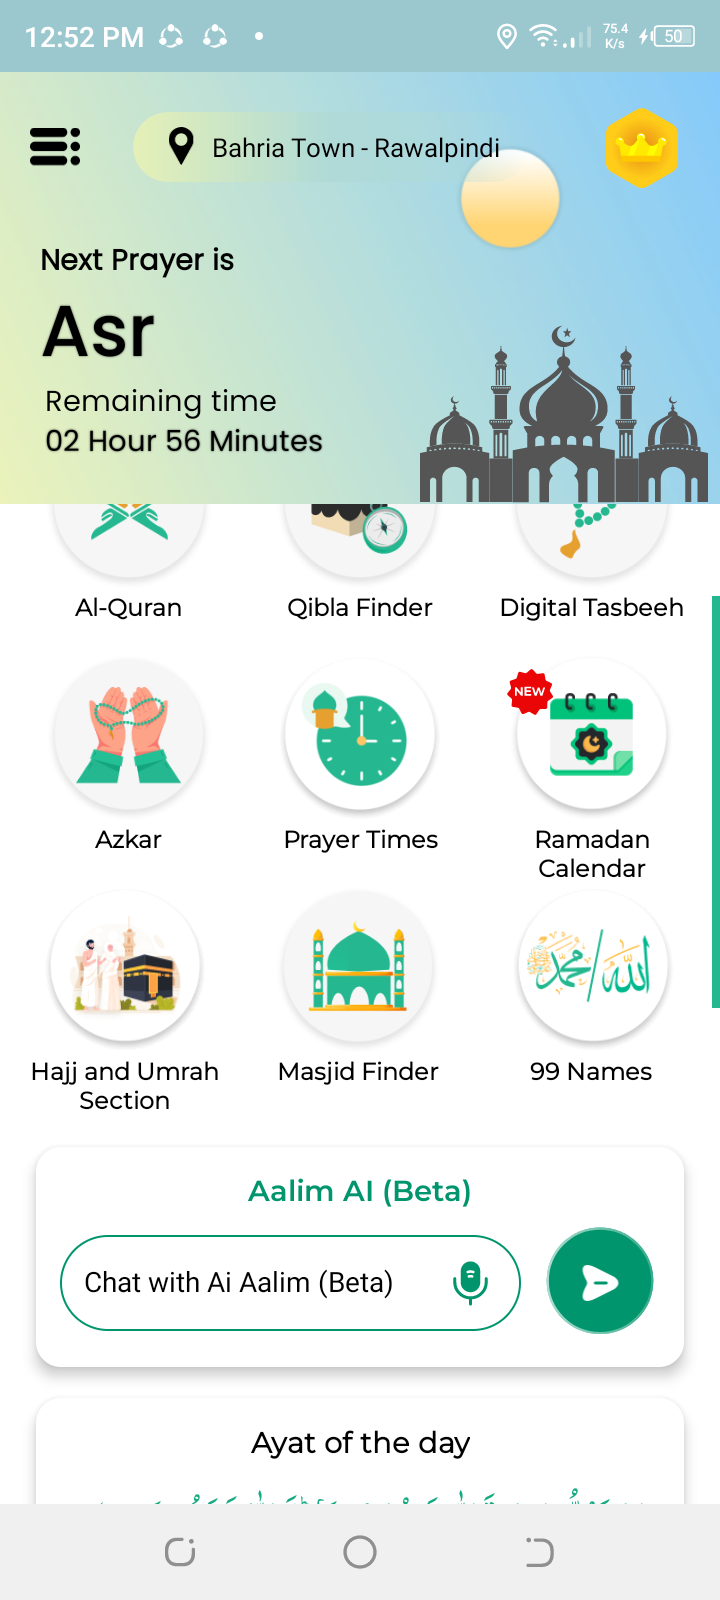 12:52 PM
75.4
K/s
50
Bahria Town - Rawalpindi
Next Prayer is
Asr
Remaining time
02 Hour 56 Minutes
Al-Quran
Qibla Finder
Digital Tasbeeh
NEW
Azkar
Prayer Times
Ramadan
Calendar
محمد / الله
Hajj and Umrah
Section
Masjid Finder
99 Names
Aalim AI (Beta)
Chat with Ai Aalim (Beta)
Ayat of the day